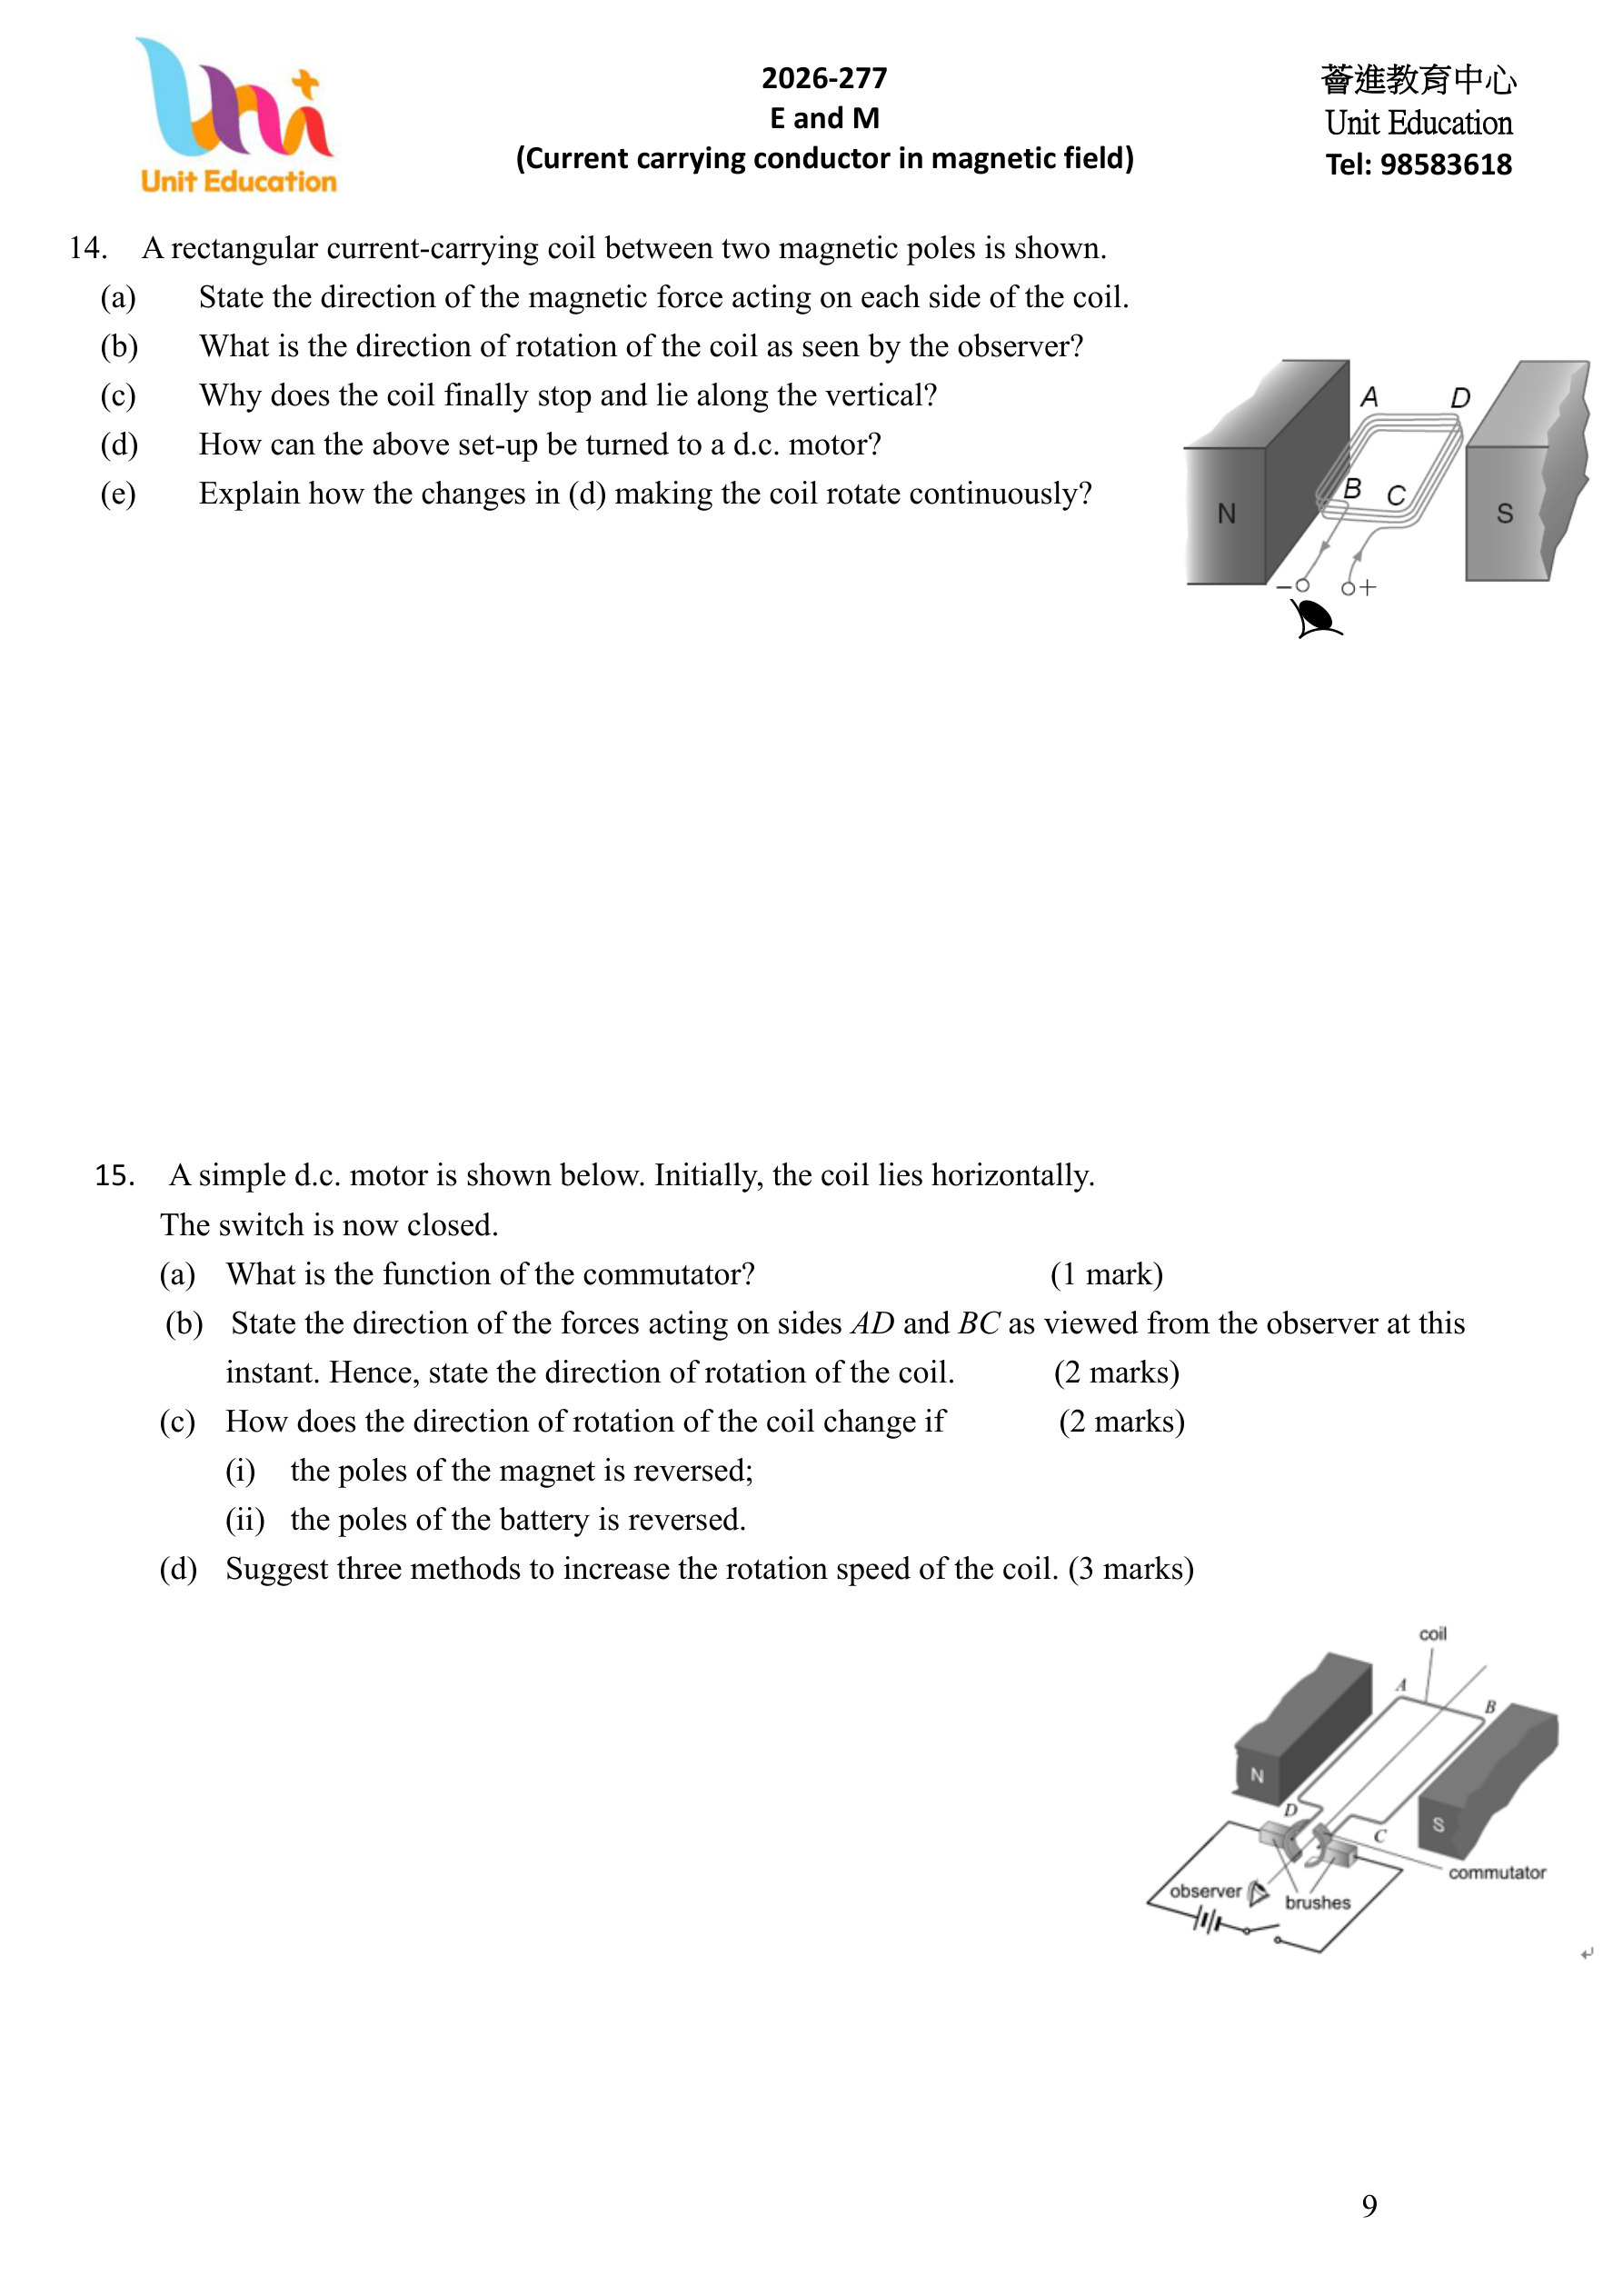 Unit Education
2026-277
E and M
(Current carrying conductor in magnetic field)
薈進教育中心
Unit Education
Tel: 98583618
14. A rectangular current-carrying coil between two magnetic poles is shown.
(a) State the direction of the magnetic force acting on each side of the coil.
(b) What is the direction of rotation of the coil as seen by the observer?
(c) Why does the coil finally stop and lie along the vertical?
(d) How can the above set-up be turned to a d.c. motor?
(e) Explain how the changes in (d) making the coil rotate continuously?
A D
B C
N S
− +
15. A simple d.c. motor is shown below. Initially, the coil lies horizontally.
The switch is now closed.
(a) What is the function of the commutator? (1 mark)
(b) State the direction of the forces acting on sides AD and BC as viewed from the observer at this
instant. Hence, state the direction of rotation of the coil. (2 marks)
(c) How does the direction of rotation of the coil change if (2 marks)
(i) the poles of the magnet is reversed;
(ii) the poles of the battery is reversed.
(d) Suggest three methods to increase the rotation speed of the coil. (3 marks)
coil
A
B
N
D
S
C
commutator
observer
brushes
9